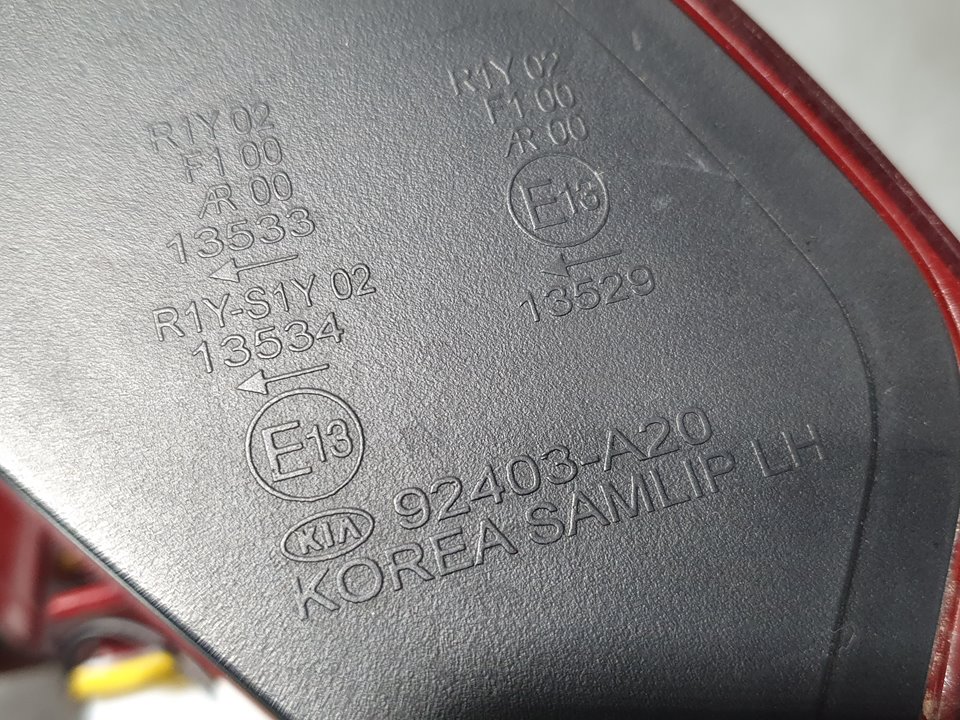 R1Y 02
F1 00
AR 00
13533
R1Y-S1Y 02
13534
E13
R1Y 02
F1 00
AR 00
E13
13529
KIA 92403-A20
KOREA SAMLIP LH